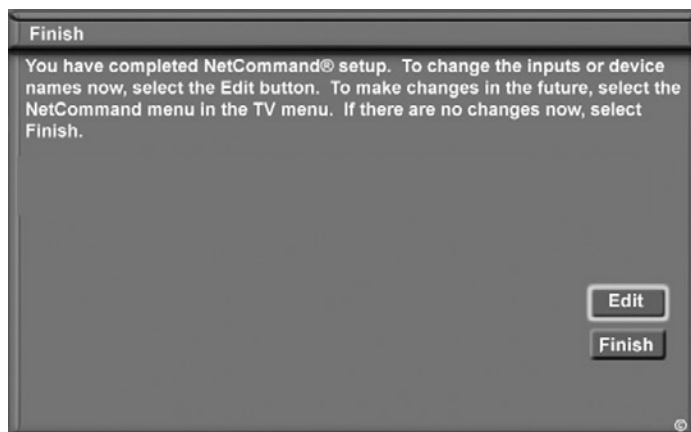 Finish
You have completed NetCommand® setup. To change the inputs or device
names now, select the Edit button. To make changes in the future, select the
NetCommand menu in the TV menu. If there are no changes now, select
Finish.
Edit
Finish
©